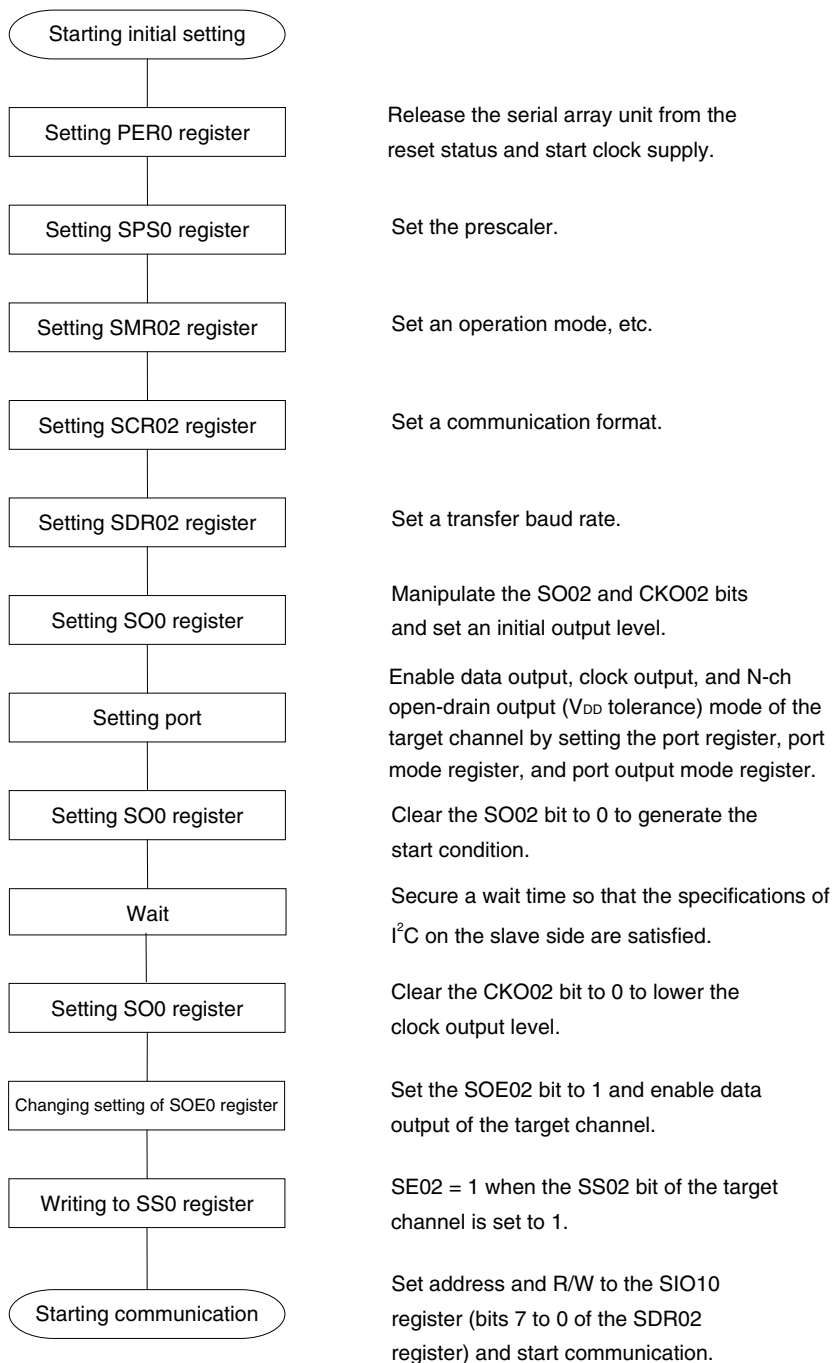 Starting initial setting
Setting PER0 register
Release the serial array unit from the
reset status and start clock supply.
Setting SPS0 register
Set the prescaler.
Setting SMR02 register
Set an operation mode, etc.
Setting SCR02 register
Set a communication format.
Setting SDR02 register
Set a transfer baud rate.
Setting SO0 register
Manipulate the SO02 and CKO02 bits
and set an initial output level.
Setting port
Enable data output, clock output, and N-ch
open-drain output (VDD tolerance) mode of the
target channel by setting the port register, port
mode register, and port output mode register.
Setting SO0 register
Clear the SO02 bit to 0 to generate the
start condition.
Wait
Secure a wait time so that the specifications of
I²C on the slave side are satisfied.
Setting SO0 register
Clear the CKO02 bit to 0 to lower the
clock output level.
Changing setting of SOE0 register
Set the SOE02 bit to 1 and enable data
output of the target channel.
Writing to SS0 register
SE02 = 1 when the SS02 bit of the target
channel is set to 1.
Starting communication
Set address and R/W to the SIO10
register (bits 7 to 0 of the SDR02
register) and start communication.